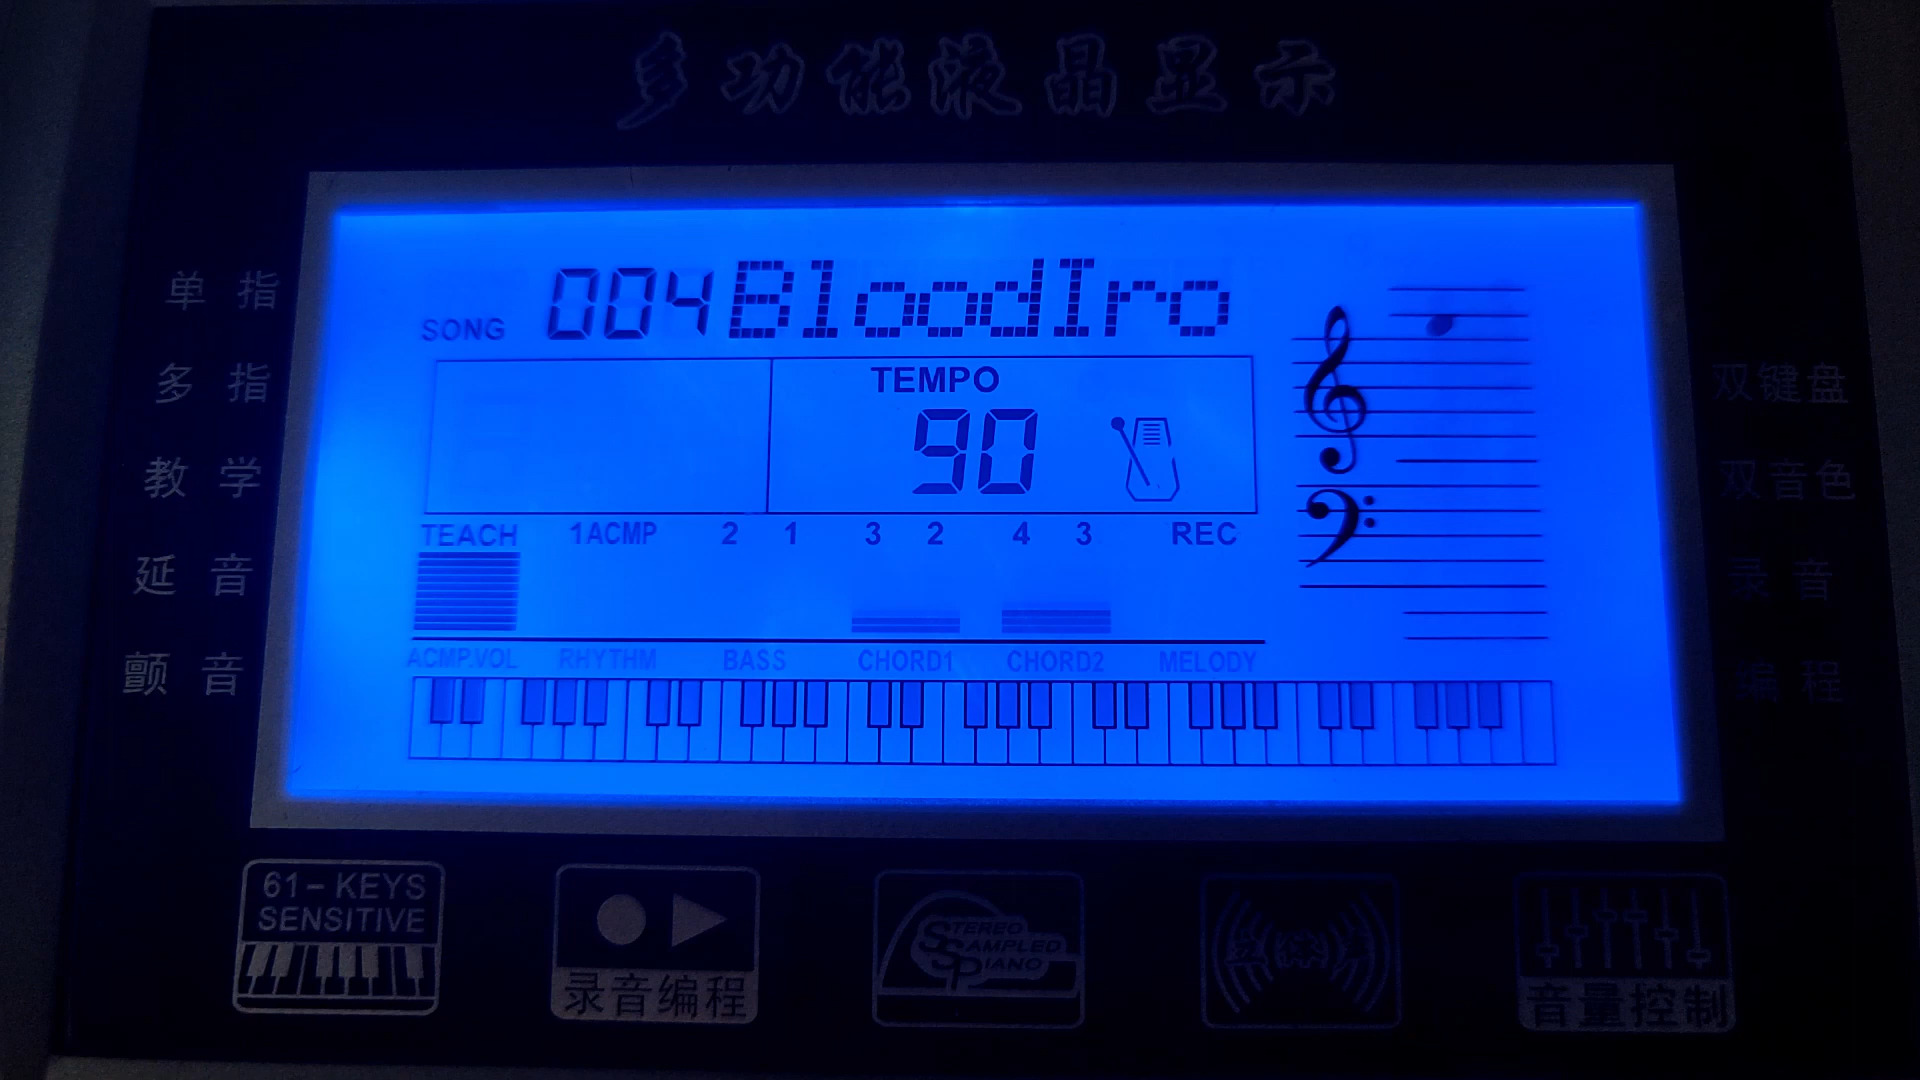 多功能液晶显示
单指
多指
教学
延音
颤音
SONG 004BloodIro
TEMPO
90
TEACH 1ACMP 2 1 3 2 4 3 REC
ACMP.VOL RHYTHM BASS CHORD1 CHORD2 MELODY
双键盘
双音色
录音
编程
61-KEYS
SENSITIVE
录音编程
STEREO
SAMPLED
PIANO
音量控制